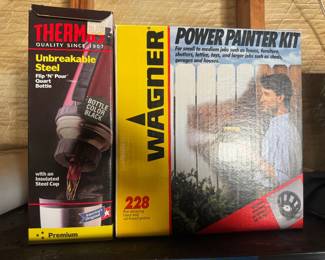 THERMOS
QUALITY SINCE 1907
Unbreakable
Steel
Flip 'N' Pour
Quart
Bottle
BOTTLE
COLOR
BLACK
with an
Insulated
Steel Cup
Premium
WAGNER
228
POWER PAINTER KIT
For small to medium jobs such as fences, furniture,
shutters, lattice, toys, and larger jobs such as sheds,
garages and houses.